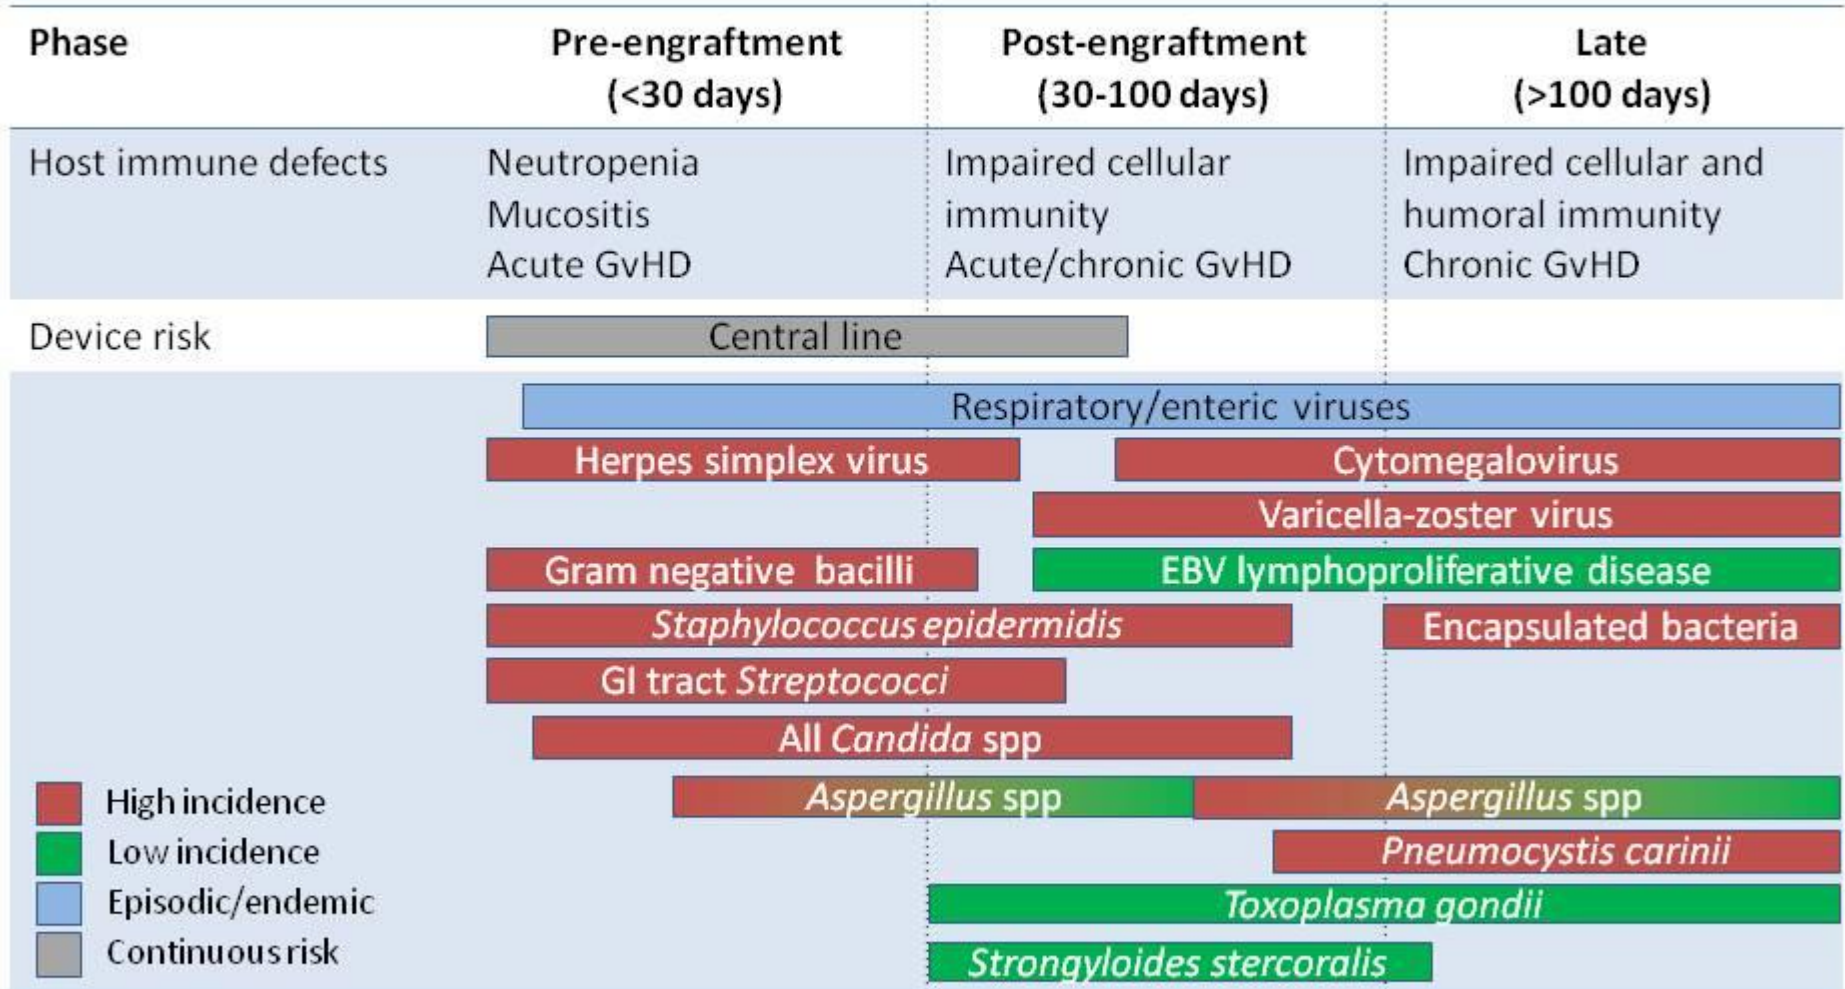 Phase Pre-engraftment Post-engraftment Late
(<30 days) (30-100 days) (>100 days)
Host immune defects Neutropenia Impaired cellular Impaired cellular and
Mucositis immunity humoral immunity
Acute GvHD Acute/chronic GvHD Chronic GvHD
Device risk Central line
Respiratory/enteric viruses
Herpes simplex virus Cytomegalovirus
Varicella-zoster virus
Gram negative bacilli EBV lymphoproliferative disease
Staphylococcus epidermidis Encapsulated bacteria
GI tract Streptococci
All Candida spp
High incidence Aspergillus spp Aspergillus spp
Low incidence Pneumocystis carinii
Episodic/endemic Toxoplasma gondii
Continuous risk Strongyloides stercoralis